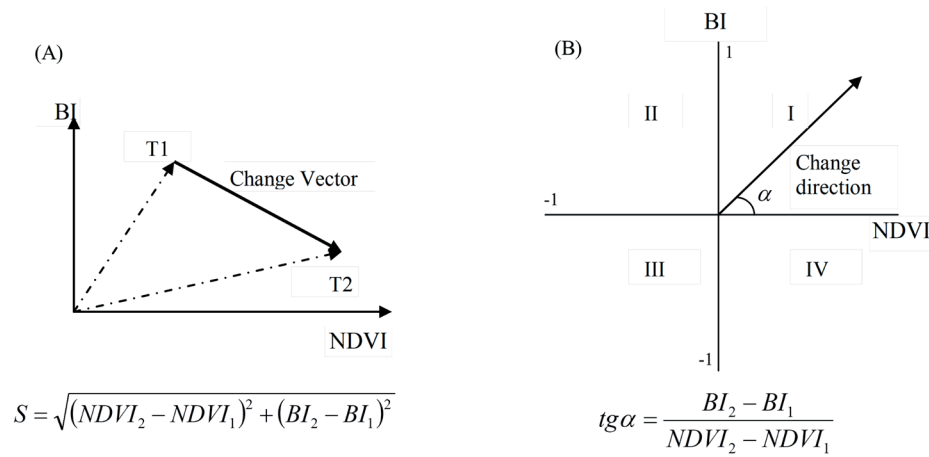 (A)
BI
T1
Change Vector
T2
NDVI
S = √((NDVI₂ − NDVI₁)² + (BI₂ − BI₁)²)
(B)
BI
1
II
I
Change
direction
α
-1
NDVI
III
IV
-1
tgα = (BI₂ − BI₁) / (NDVI₂ − NDVI₁)